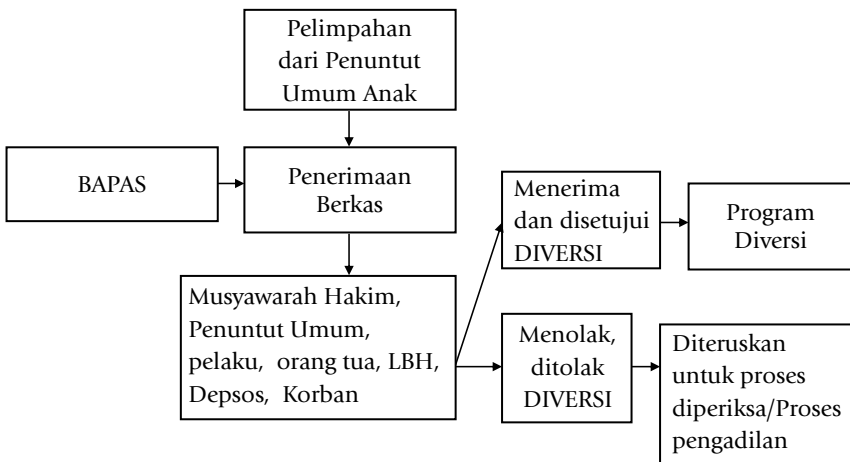 Pelimpahan
dari Penuntut
Umum Anak
BAPAS
Penerimaan
Berkas
Musyawarah Hakim,
Penuntut Umum,
pelaku, orang tua, LBH,
Depsos, Korban
Menerima
dan disetujui
DIVERSI
Program
Diversi
Menolak,
ditolak
DIVERSI
Diteruskan
untuk proses
diperiksa/Proses
pengadilan